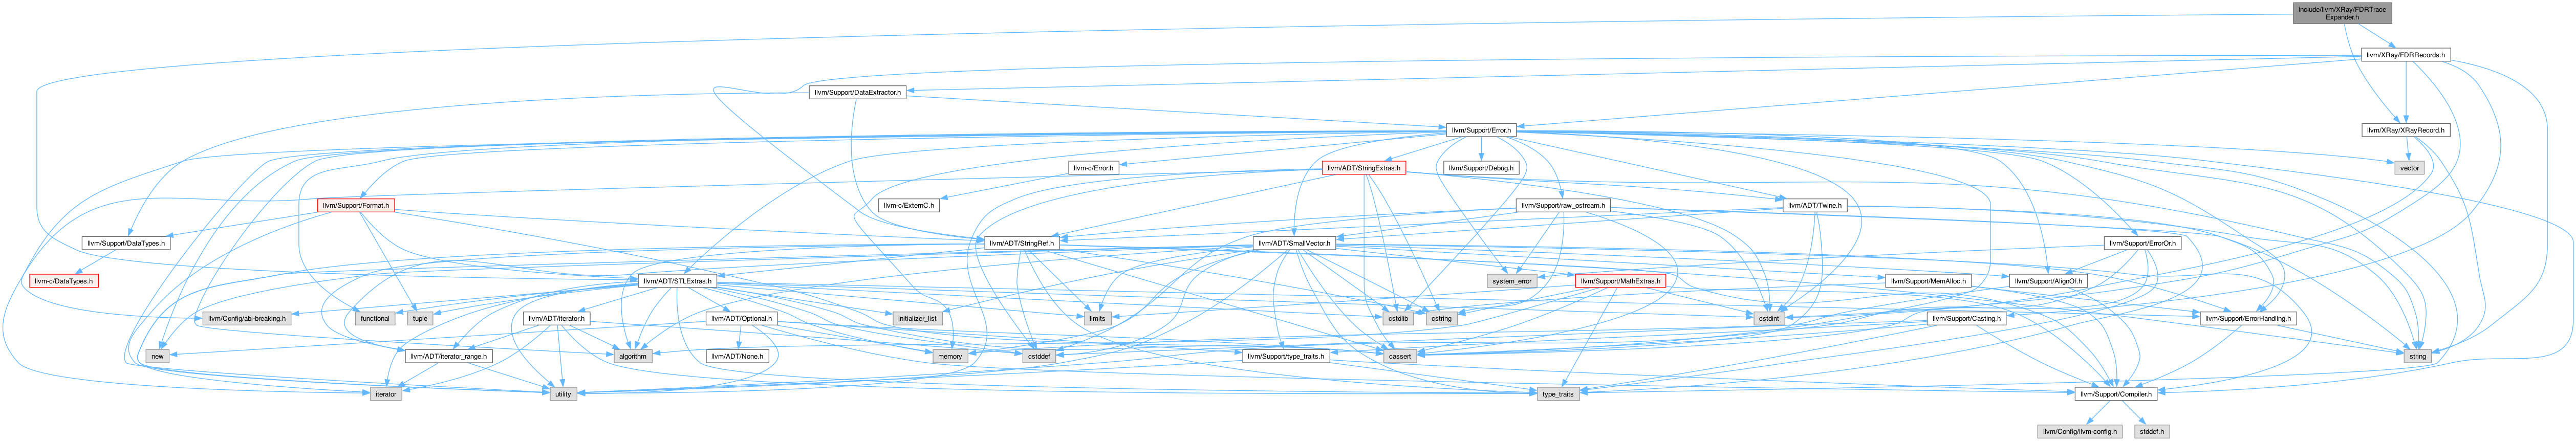 include/llvm/XRay/FDRTrace
Expander.h
llvm/XRay/FDRRecords.h
llvm/Support/DataExtractor.h
llvm/Support/Error.h
llvm/XRay/XRayRecord.h
llvm-c/Error.h
llvm/ADT/StringExtras.h
llvm/Support/Debug.h
vector
llvm/Support/Format.h
llvm-c/ExternC.h
llvm/Support/raw_ostream.h
llvm/ADT/Twine.h
llvm/Support/DataTypes.h
llvm/ADT/StringRef.h
llvm/ADT/SmallVector.h
llvm/Support/ErrorOr.h
llvm-c/DataTypes.h
llvm/ADT/STLExtras.h
system_error
llvm/Support/MathExtras.h
llvm/Support/MemAlloc.h
llvm/Support/AlignOf.h
llvm/Config/abi-breaking.h
functional
tuple
llvm/ADT/iterator.h
llvm/ADT/Optional.h
initializer_list
limits
cstdlib
cstring
cstdint
llvm/Support/Casting.h
llvm/Support/ErrorHandling.h
new
llvm/ADT/iterator_range.h
algorithm
llvm/ADT/None.h
memory
cstddef
llvm/Support/type_traits.h
cassert
string
iterator
utility
type_traits
llvm/Support/Compiler.h
llvm/Config/llvm-config.h
stddef.h